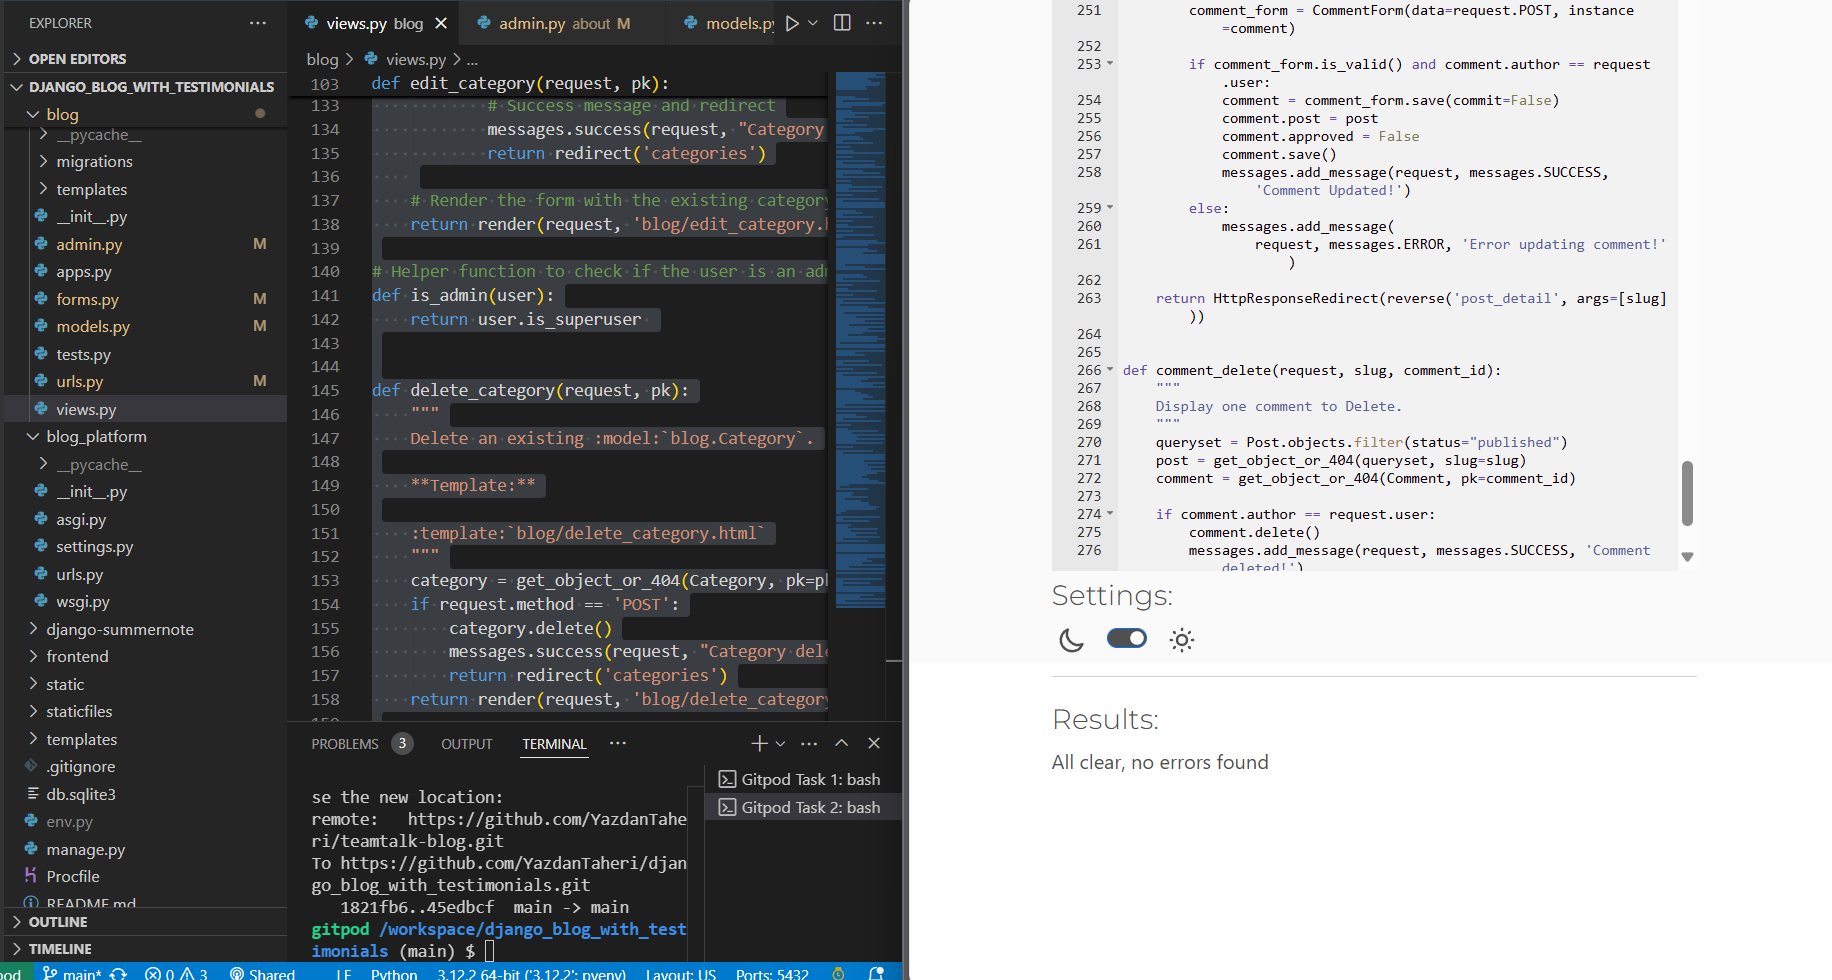 EXPLORER
OPEN EDITORS
DJANGO_BLOG_WITH_TESTIMONIALS
blog
__pycache__
migrations
templates
__init__.py
admin.py M
apps.py
forms.py M
models.py M
tests.py
urls.py M
views.py
blog_platform
__pycache__
__init__.py
asgi.py
settings.py
urls.py
wsgi.py
django-summernote
frontend
static
staticfiles
templates
.gitignore
db.sqlite3
env.py
manage.py
Procfile
README.md
OUTLINE
TIMELINE
views.py blog
admin.py about M
models.py
blog > views.py > ...
103 def edit_category(request, pk):
133 # Success message and redirect
134 messages.success(request, "Category
135 return redirect('categories')
136
137 # Render the form with the existing category
138 return render(request, 'blog/edit_category.
139
140 # Helper function to check if the user is an
141 def is_admin(user):
142 return user.is_superuser
143
144
145 def delete_category(request, pk):
146 """
147 Delete an existing :model:`blog.Category`.
148
149 **Template:**
150
151 :template:`blog/delete_category.html`
152 """
153 category = get_object_or_404(Category, pk=p
154 if request.method == 'POST':
155 category.delete()
156 messages.success(request, "Category del
157 return redirect('categories')
158 return render(request, 'blog/delete_category
PROBLEMS 3 OUTPUT TERMINAL
se the new location:
remote:   https://github.com/YazdanTahe
ri/teamtalk-blog.git
To https://github.com/YazdanTaheri/djan
go_blog_with_testimonials.git
1821fb6..45edbcf  main -> main
gitpod /workspace/django_blog_with_test
imonials (main) $
Gitpod Task 1: bash
Gitpod Task 2: bash
main* 0 3 Shared LF Python 3.12.2 64-bit ('3.12.2': pyenv) Layout: US Ports: 5432
251 comment_form = CommentForm(data=request.POST, instance
=comment)
252
253 if comment_form.is_valid() and comment.author == request
.user:
254 comment = comment_form.save(commit=False)
255 comment.post = post
256 comment.approved = False
257 comment.save()
258 messages.add_message(request, messages.SUCCESS,
'Comment Updated!')
259 else:
260 messages.add_message(
261 request, messages.ERROR, 'Error updating comment!'
)
262
263 return HttpResponseRedirect(reverse('post_detail', args=[slug]
))
264
265
266 def comment_delete(request, slug, comment_id):
267 """
268 Display one comment to Delete.
269 """
270 queryset = Post.objects.filter(status="published")
271 post = get_object_or_404(queryset, slug=slug)
272 comment = get_object_or_404(Comment, pk=comment_id)
273
274 if comment.author == request.user:
275 comment.delete()
276 messages.add_message(request, messages.SUCCESS, 'Comment
deleted!')
Settings:
Results:
All clear, no errors found